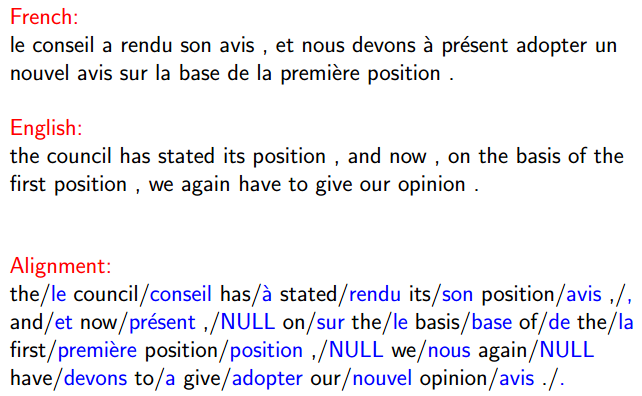 French:
le conseil a rendu son avis , et nous devons à présent adopter un
nouvel avis sur la base de la première position .
English:
the council has stated its position , and now , on the basis of the
first position , we again have to give our opinion .
Alignment:
the/le council/conseil has/à stated/rendu its/son position/avis ,/,
and/et now/présent ,/NULL on/sur the/le basis/base of/de the/la
first/première position/position ,/NULL we/nous again/NULL
have/devons to/a give/adopter our/nouvel opinion/avis ./.